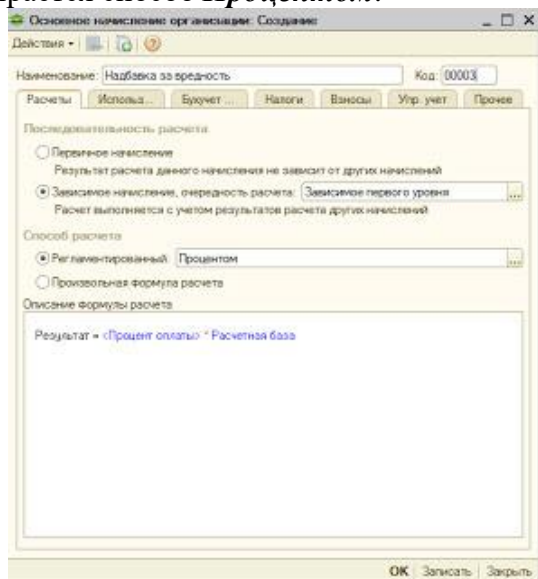 Процентом.
Основное начисление организации: Создание
Действия
Наименование: Надбавка за вредность Код: 00003
Расчеты Использ... Бухучет ... Налоги Взносы Упр. учет Прочее
Последовательность расчета
Первичное начисление
Результат расчета данного начисления не зависит от других начислений
Зависимое начисление, очередность расчета: Зависимое первого уровня ...
Расчет выполняется с учетом результатов расчета других начислений
Способ расчета
Регламентированный Процентом ...
Произвольная формула расчета
Описание формулы расчета
Результат = <Процент оплаты> * Расчетная база
OK Записать Закрыть